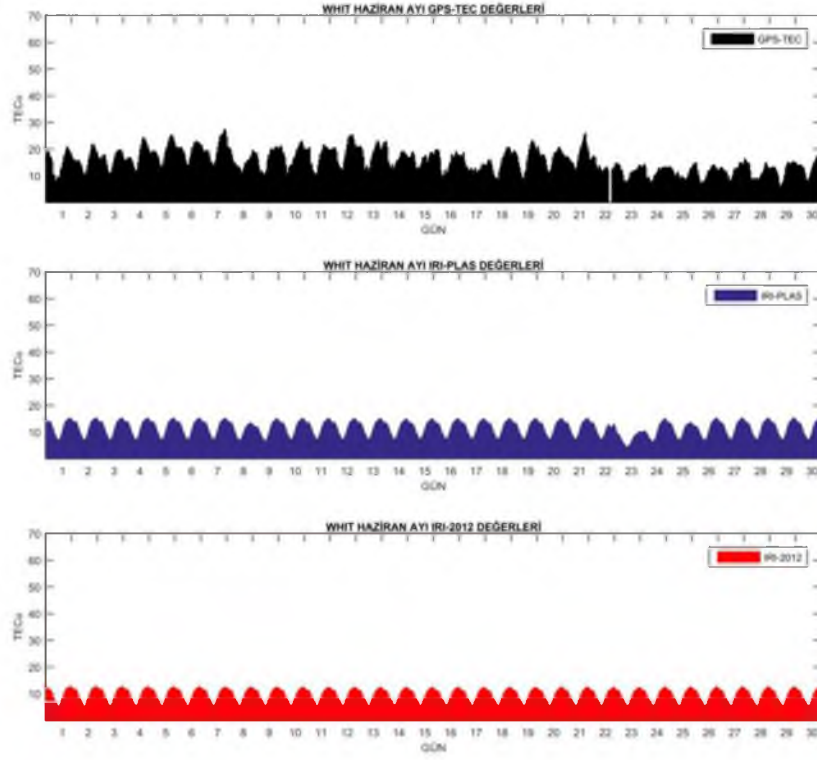 WHIT HAZİRAN AYI GPS-TEC DEĞERLERİ
70
60
50
40
30
20
10
TECu
GPS-TEC
1 2 3 4 5 6 7 8 9 10 11 12 13 14 15 16 17 18 19 20 21 22 23 24 25 26 27 28 29 30
GÜN
WHIT HAZİRAN AYI IRI-PLAS DEĞERLERİ
70
60
50
40
30
20
10
TECu
IRI-PLAS
1 2 3 4 5 6 7 8 9 10 11 12 13 14 15 16 17 18 19 20 21 22 23 24 25 26 27 28 29 30
GÜN
WHIT HAZİRAN AYI IRI-2012 DEĞERLERİ
70
60
50
40
30
20
10
TECu
IRI-2012
1 2 3 4 5 6 7 8 9 10 11 12 13 14 15 16 17 18 19 20 21 22 23 24 25 26 27 28 29 30
GÜN